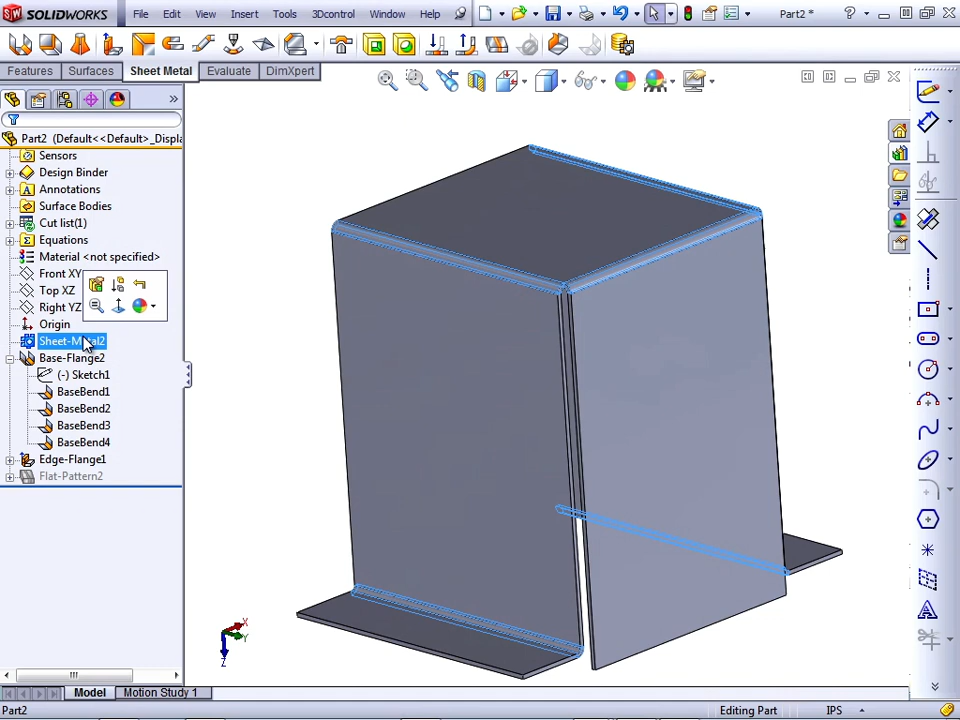 SW SOLIDWORKS File Edit View Insert Tools 3Dcontrol Window Help Part2 *
Features Surfaces Sheet Metal Evaluate DimXpert
Part2 (Default<<Default>_Displa
Sensors
Design Binder
Annotations
Surface Bodies
Cut list(1)
Equations
Material <not specified>
Front XY
Top XZ
Right YZ
Origin
Sheet-Metal2
Base-Flange2
(-) Sketch1
BaseBend1
BaseBend2
BaseBend3
BaseBend4
Edge-Flange1
Flat-Pattern2
X
Y
Z
Model Motion Study 1
Part2 Editing Part IPS